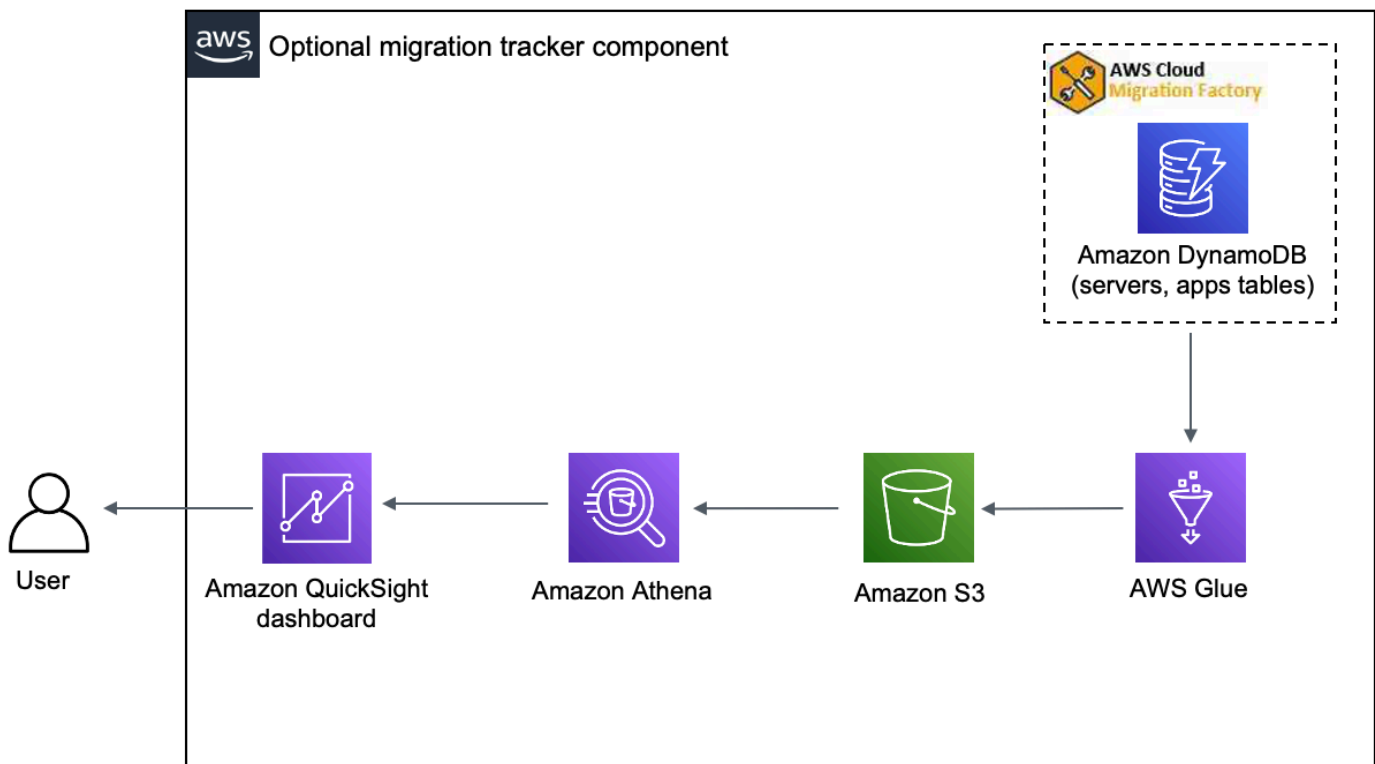 aws
Optional migration tracker component
AWS Cloud
Migration Factory
Amazon DynamoDB
(servers, apps tables)
User
Amazon QuickSight
dashboard
Amazon Athena
Amazon S3
AWS Glue